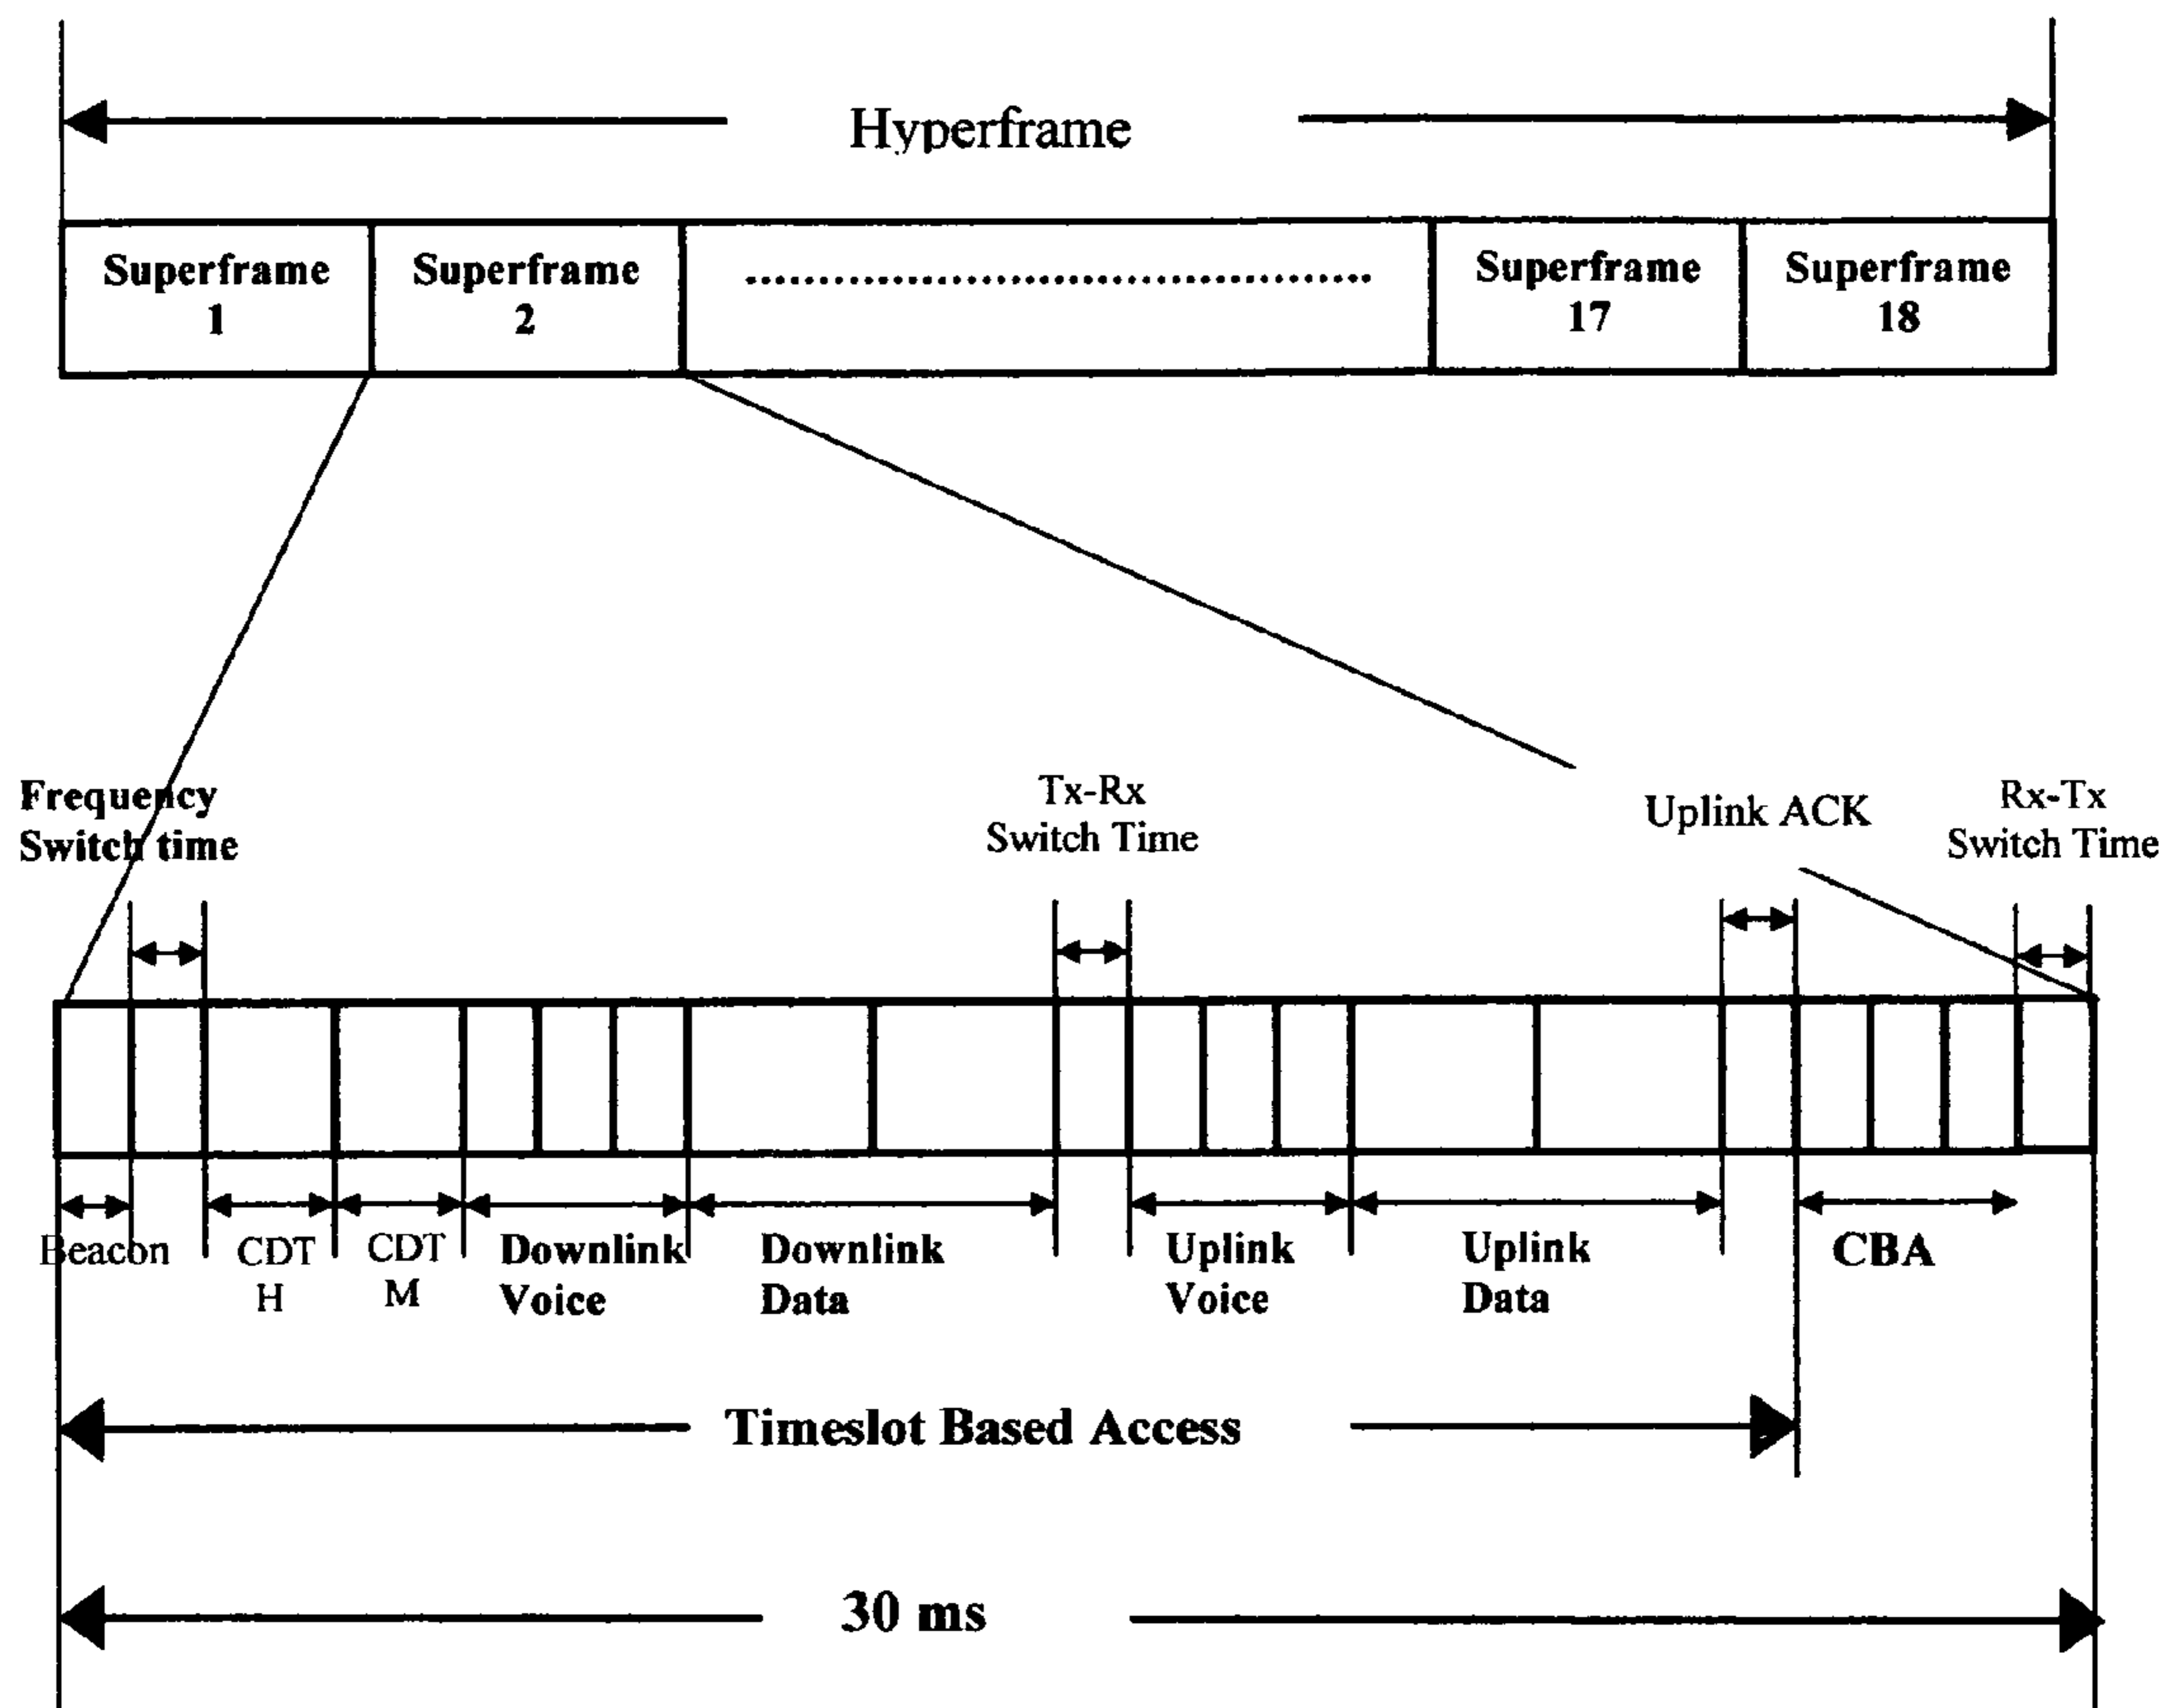 Hyperframe
Superframe
1
Superframe
2
........................................
Superframe
17
Superframe
18
Frequency
Switch time
Tx-Rx
Switch Time
Uplink ACK
Rx-Tx
Switch Time
Beacon
CDT
H
CDT
M
Downlink
Voice
Downlink
Data
Uplink
Voice
Uplink
Data
CBA
Timeslot Based Access
30 ms